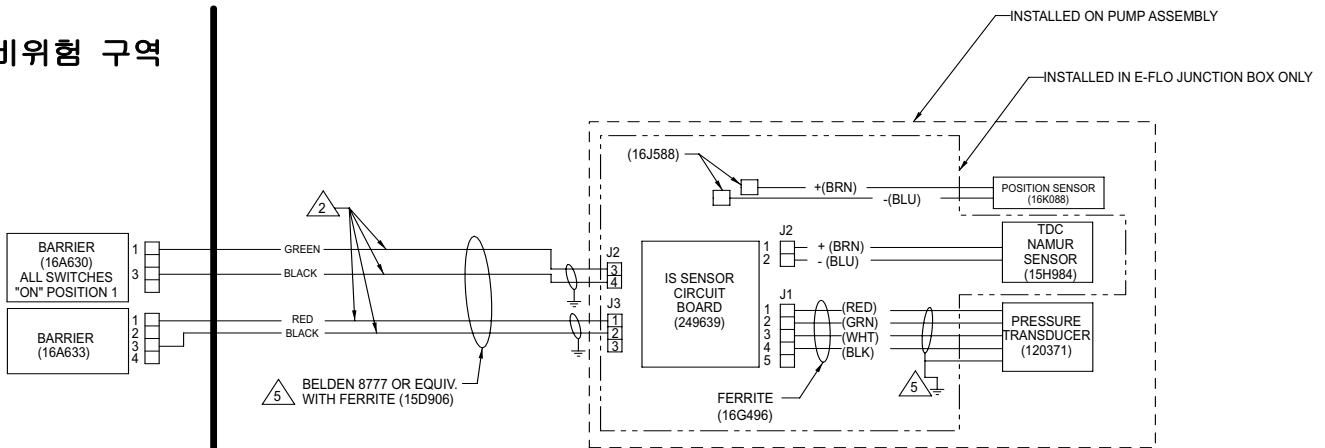 비위험 구역
INSTALLED ON PUMP ASSEMBLY
INSTALLED IN E-FLO JUNCTION BOX ONLY
(16J588)
+(BRN)
-(BLU)
POSITION SENSOR
(16K088)
2
BARRIER
(16A630)
ALL SWITCHES
"ON" POSITION 1
1
3
GREEN
BLACK
J2
3
4
IS SENSOR
CIRCUIT
BOARD
(249639)
J2
1
2
+ (BRN)
- (BLU)
TDC
NAMUR
SENSOR
(15H984)
BARRIER
(16A633)
1
2
3
4
RED
BLACK
J3
1
2
3
J1
1
2
3
4
5
(RED)
(GRN)
(WHT)
(BLK)
PRESSURE
TRANSDUCER
(120371)
5
BELDEN 8777 OR EQUIV.
WITH FERRITE (15D906)
FERRITE
(16G496)
5